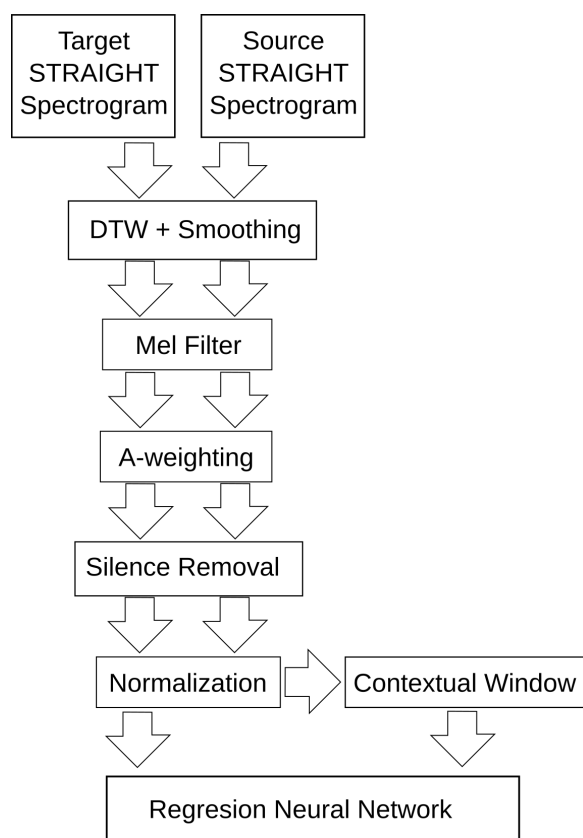 Target
STRAIGHT
Spectrogram
Source
STRAIGHT
Spectrogram
DTW + Smoothing
Mel Filter
A-weighting
Silence Removal
Normalization
Contextual Window
Regresion Neural Network